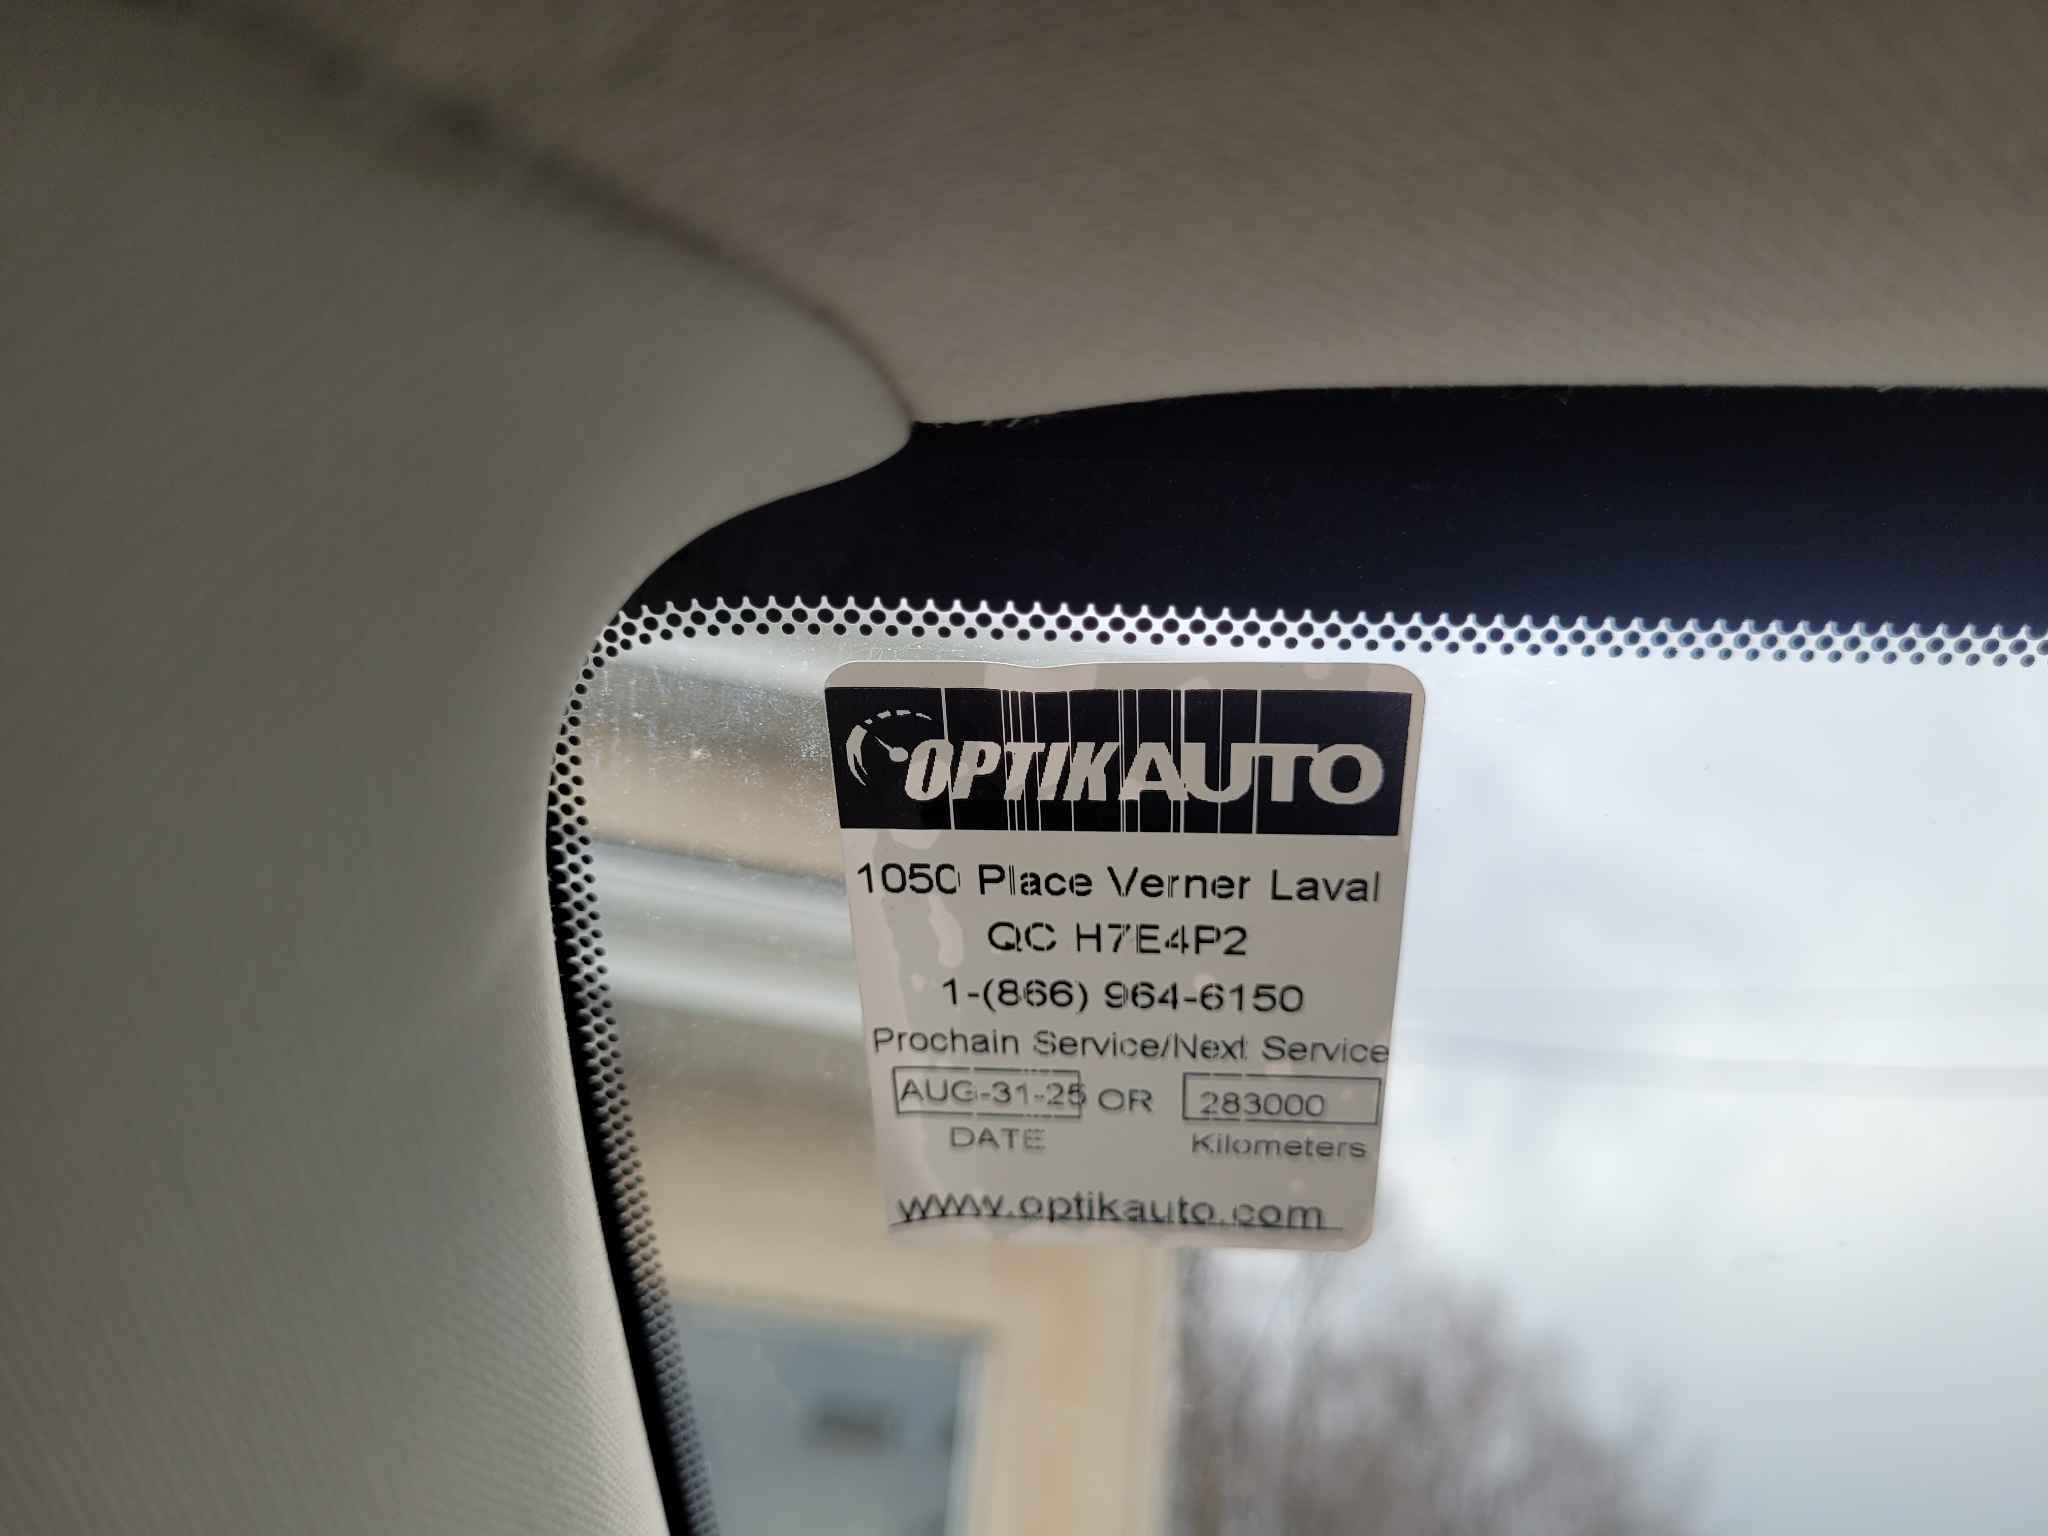 OPTIKAUTO
1050 Place Verner Laval
QC H7E4P2
1-(866) 964-6150
Prochain Service/Next Service
AUG-31-25 OR 283000
DATE Kilometers
www.optikauto.com